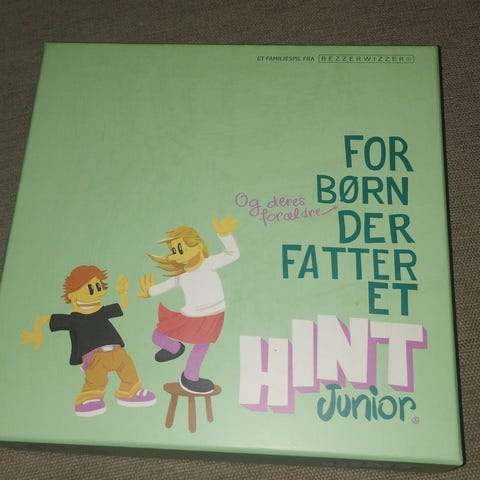 ET FAMILIESPIL FRA BEZZERWIZZER®
FOR
BØRN
Og deres
forældre
DER
FATTER
ET
HINT
Junior®